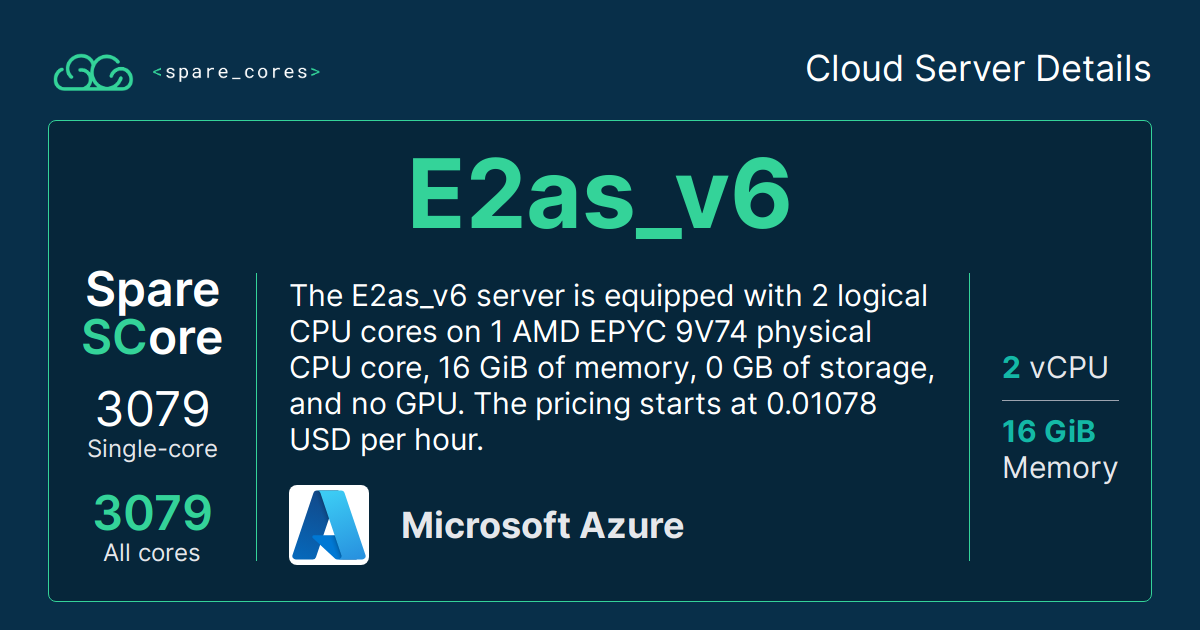 <spare_cores>
Cloud Server Details
E2as_v6
Spare
SCore
3079
Single-core
3079
All cores
The E2as_v6 server is equipped with 2 logical
CPU cores on 1 AMD EPYC 9V74 physical
CPU core, 16 GiB of memory, 0 GB of storage,
and no GPU. The pricing starts at 0.01078
USD per hour.
Microsoft Azure
2 vCPU
16 GiB
Memory